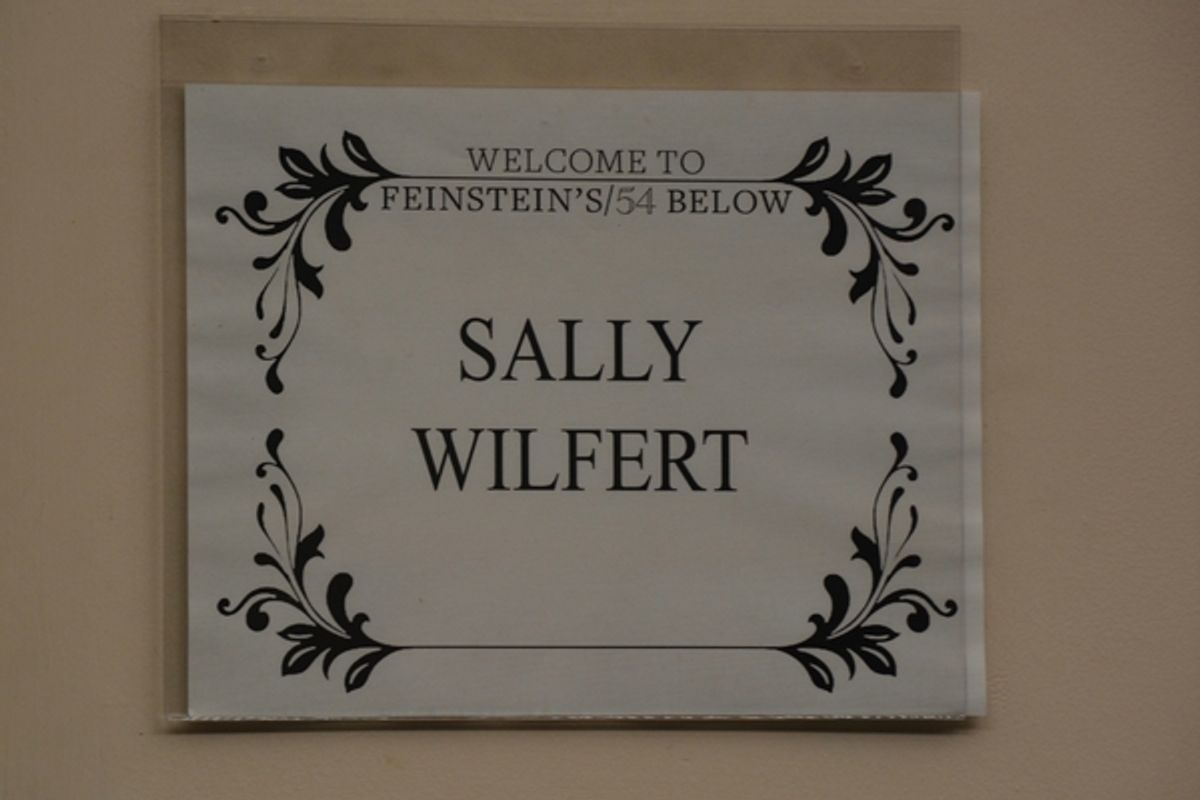 WELCOME TO
FEINSTEIN'S/54 BELOW
SALLY
WILFERT